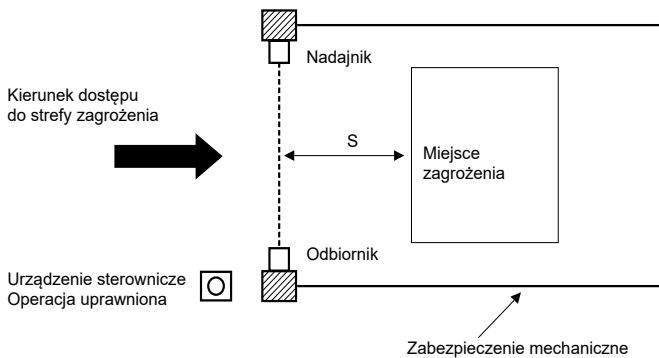 Nadajnik
Kierunek dostępu
do strefy zagrożenia
S
Miejsce
zagrożenia
Odbiornik
Urządzenie sterownicze
Operacja uprawniona
Zabezpieczenie mechaniczne